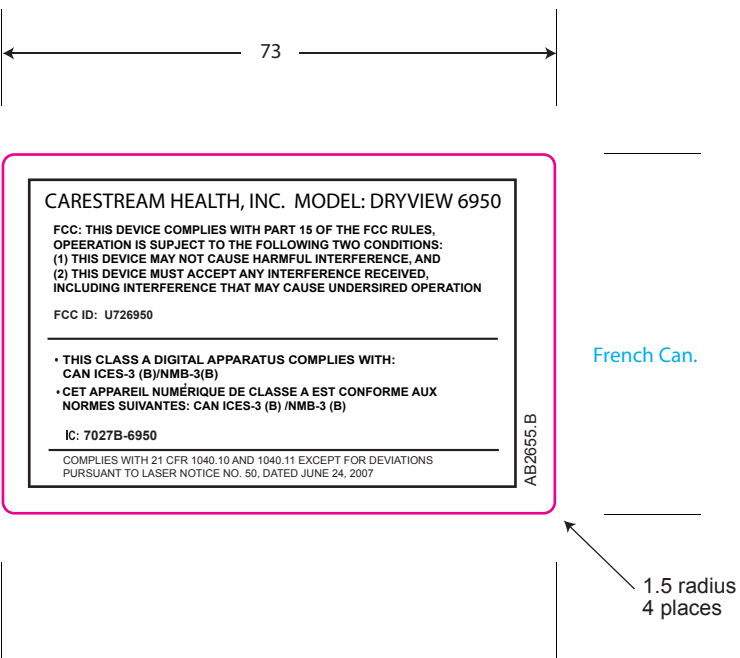 73
CARESTREAM HEALTH, INC. MODEL: DRYVIEW 6950
FCC: THIS DEVICE COMPLIES WITH PART 15 OF THE FCC RULES,
OPEERATION IS SUPJECT TO THE FOLLOWING TWO CONDITIONS:
(1) THIS DEVICE MAY NOT CAUSE HARMFUL INTERFERENCE, AND
(2) THIS DEVICE MUST ACCEPT ANY INTERFERENCE RECEIVED,
INCLUDING INTERFERENCE THAT MAY CAUSE UNDERSIRED OPERATION
FCC ID: U726950
• THIS CLASS A DIGITAL APPARATUS COMPLIES WITH:
CAN ICES-3 (B)/NMB-3(B)
• CET APPAREIL NUMÉRIQUE DE CLASSE A EST CONFORME AUX
NORMES SUIVANTES: CAN ICES-3 (B) /NMB-3 (B)
IC: 7027B-6950
COMPLIES WITH 21 CFR 1040.10 AND 1040.11 EXCEPT FOR DEVIATIONS
PURSUANT TO LASER NOTICE NO. 50, DATED JUNE 24, 2007
AB2655.B
French Can.
1.5 radius
4 places